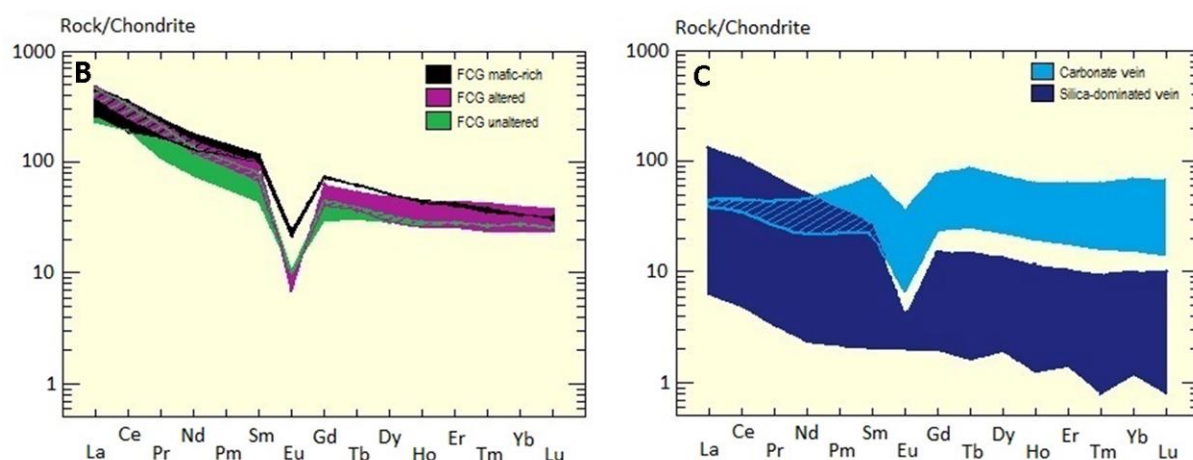 Rock/Chondrite
1000
100
10
1
B
FCG mafic-rich
FCG altered
FCG unaltered
La Ce Pr Nd Pm Sm Eu Gd Tb Dy Ho Er Tm Yb Lu
Rock/Chondrite
1000
100
10
1
C
Carbonate vein
Silica-dominated vein
La Ce Pr Nd Pm Sm Eu Gd Tb Dy Ho Er Tm Yb Lu